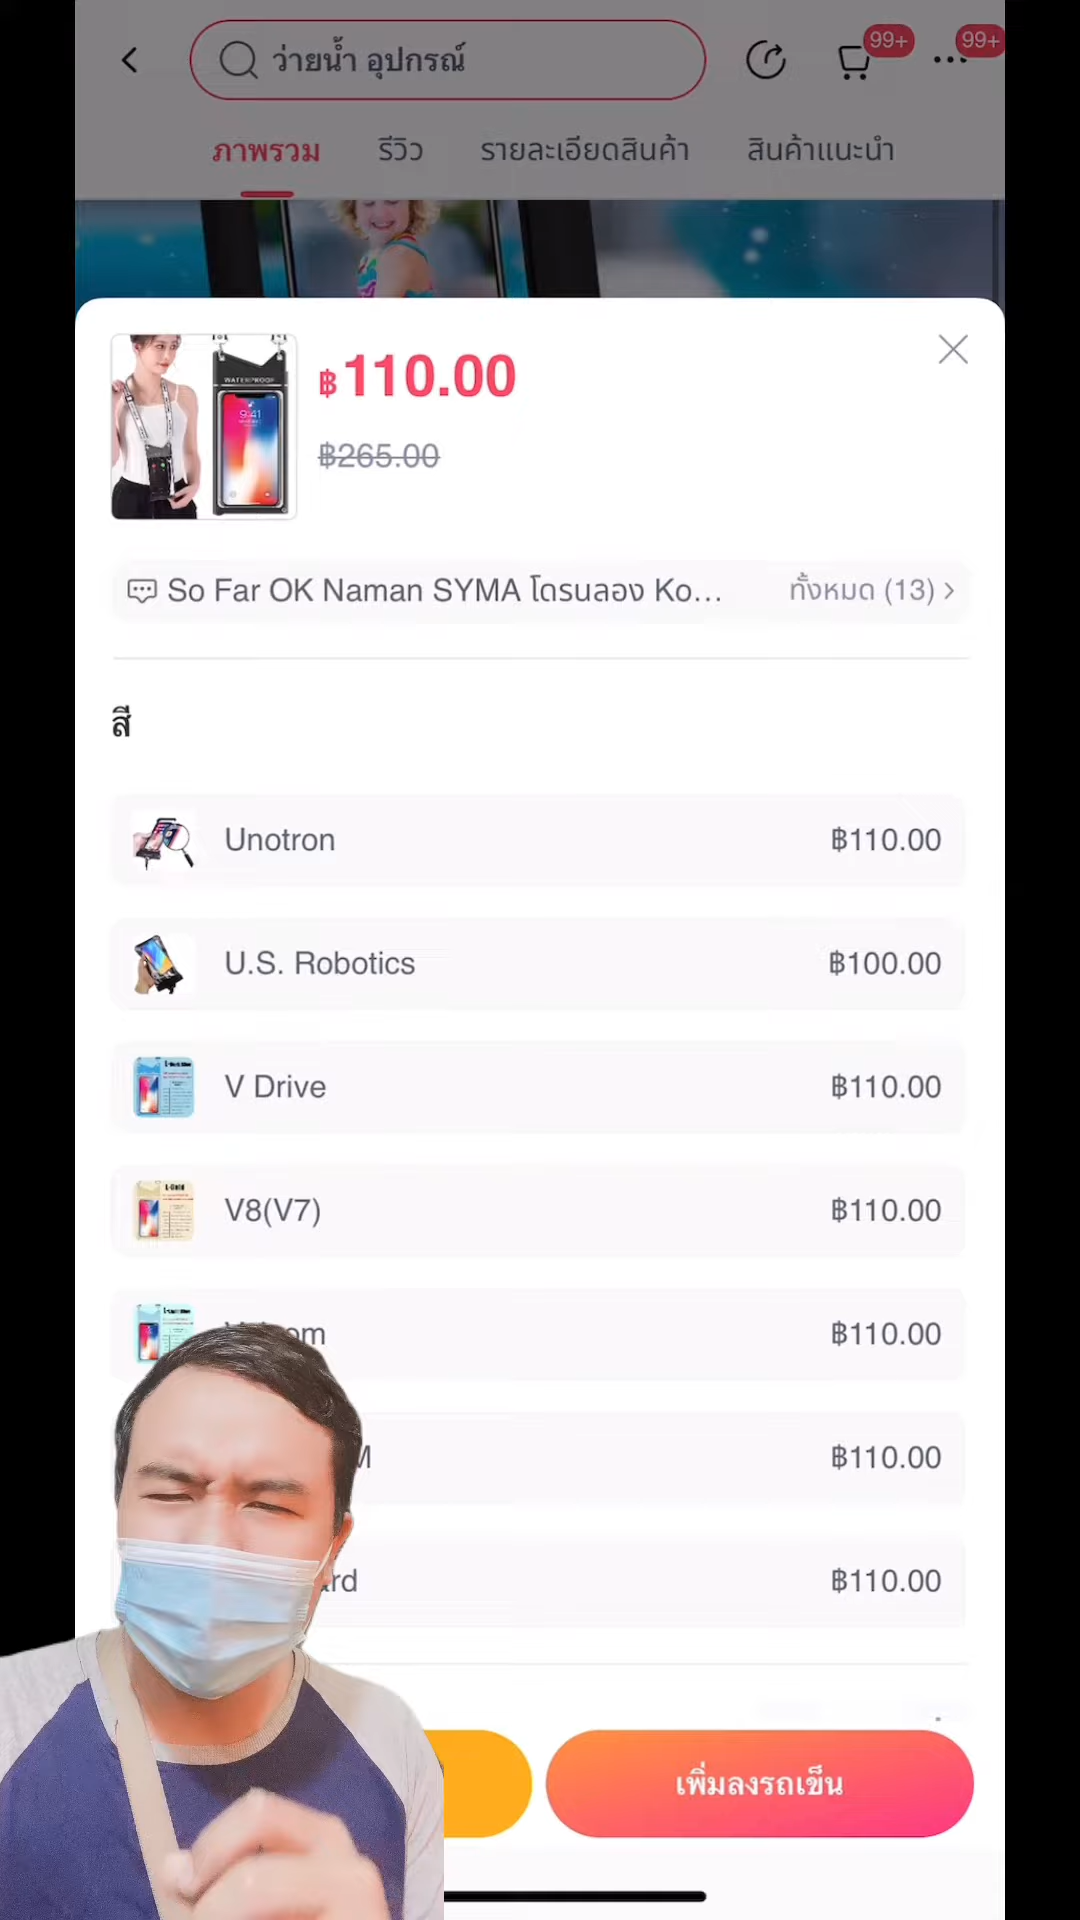 ว่ายน้ำ อุปกรณ์
99+
99+
ภาพรวม รีวิว รายละเอียดสินค้า สินค้าแนะนำ
WATERPROOF
9:41
฿110.00
฿265.00
So Far OK Naman SYMA โดรนลอง Ko...
ทั้งหมด (13)
สี
Unotron ฿110.00
U.S. Robotics ฿100.00
V Drive ฿110.00
V8(V7) ฿110.00
฿110.00
฿110.00
฿110.00
เพิ่มลงรถเข็น